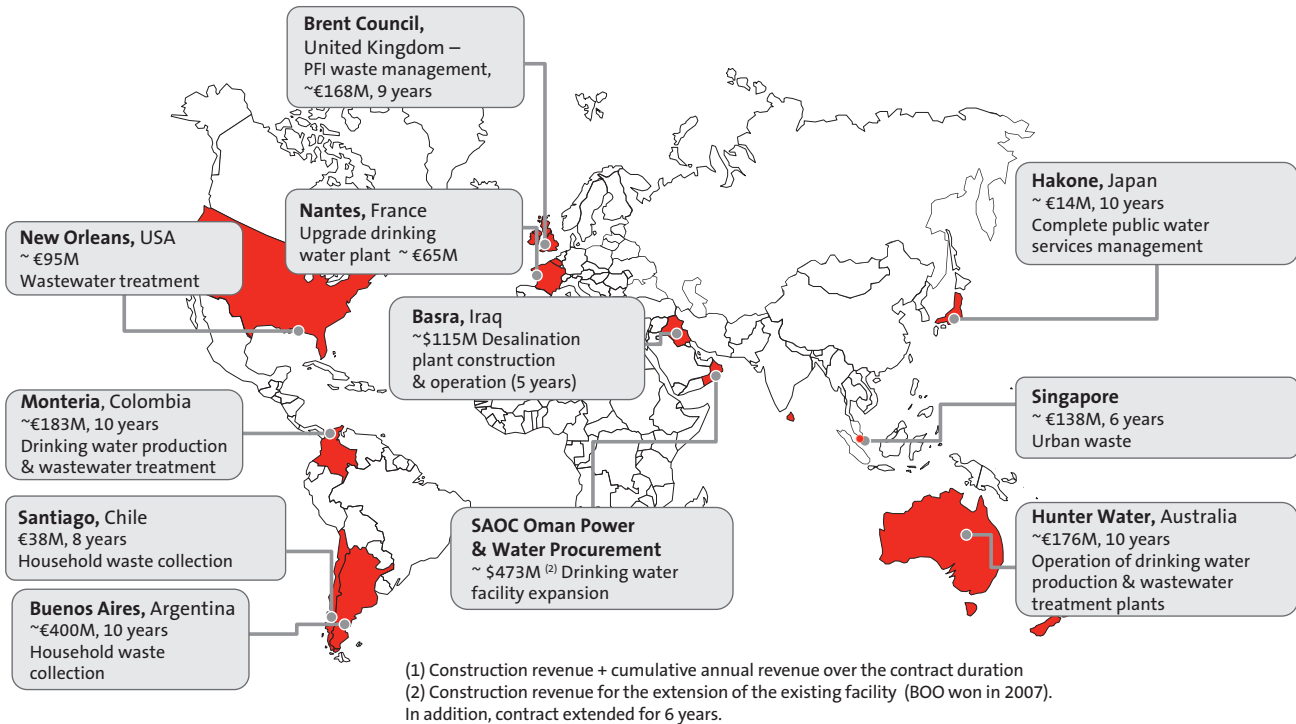 Brent Council,
United Kingdom –
PFI waste management,
~€168M, 9 years
Hakone, Japan
~ €14M, 10 years
Complete public water
services management
Nantes, France
Upgrade drinking
water plant ~ €65M
New Orleans, USA
~ €95M
Wastewater treatment
Basra, Iraq
~$115M Desalination
plant construction
& operation (5 years)
Monteria, Colombia
~€183M, 10 years
Drinking water production
& wastewater treatment
Singapore
~ €138M, 6 years
Urban waste
Santiago, Chile
€38M, 8 years
Household waste collection
SAOC Oman Power
& Water Procurement
~ $473M (2) Drinking water
facility expansion
Hunter Water, Australia
~€176M, 10 years
Operation of drinking water
production & wastewater
treatment plants
Buenos Aires, Argentina
~€400M, 10 years
Household waste
collection
(1) Construction revenue + cumulative annual revenue over the contract duration
(2) Construction revenue for the extension of the existing facility (BOO won in 2007).
In addition, contract extended for 6 years.